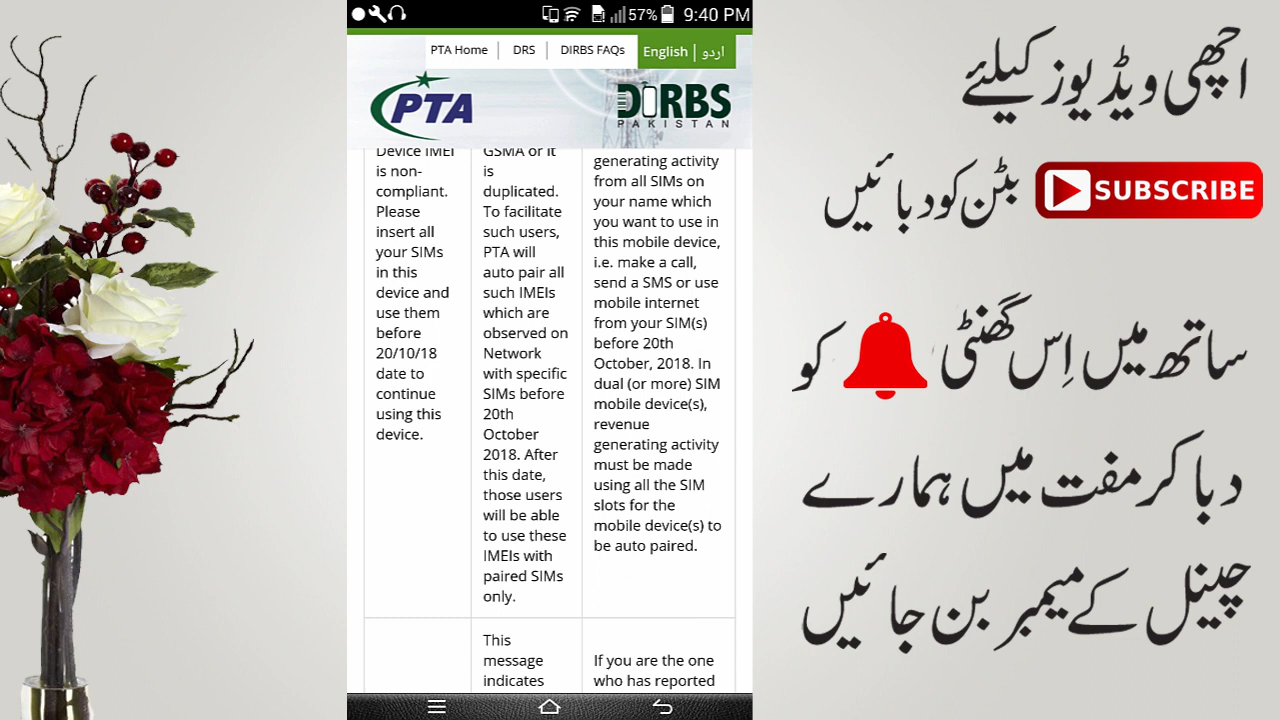 57% 9:40 PM
PTA Home DRS DIRBS FAQs English اردو
PTA
DIRBS
PAKISTAN
Device IMEI
is non-
compliant.
Please
insert all
your SIMs
in this
device and
use them
before
20/10/18
date to
continue
using this
device.
GSMA or it
is
duplicated.
To facilitate
such users,
PTA will
auto pair all
such IMEIs
which are
observed on
Network
with specific
SIMs before
20th
October
2018. After
this date,
those users
will be able
to use these
IMEIs with
paired SIMs
only.
generating activity
from all SIMs on
your name which
you want to use in
this mobile device,
i.e. make a call,
send a SMS or use
mobile internet
from your SIM(s)
before 20th
October, 2018. In
dual (or more) SIM
mobile device(s),
revenue
generating activity
must be made
using all the SIM
slots for the
mobile device(s) to
be auto paired.
This
message
indicates
If you are the one
who has reported
اچھی ویڈیوز کیلئے
SUBSCRIBE بٹن کو دبائیں
ساتھ میں اِس گھنٹی کو
دبا کر مفت میں ہمارے
چینل کے میمبر بن جائیں